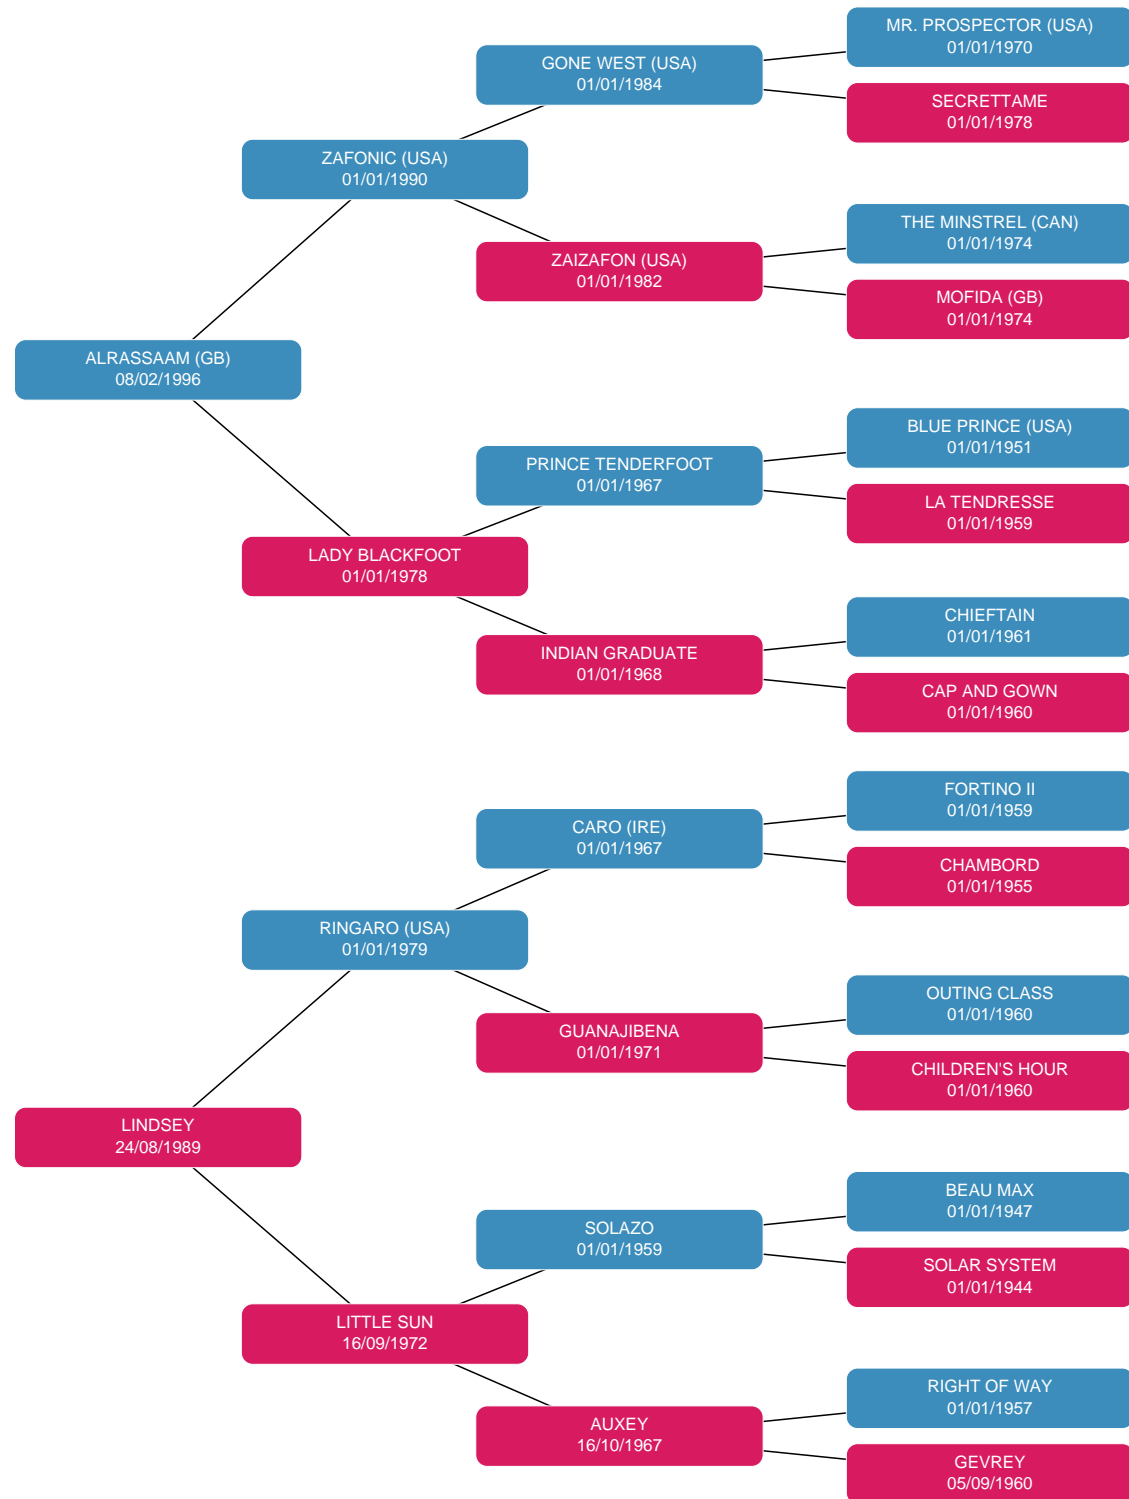 MR. PROSPECTOR (USA)
01/01/1970
GONE WEST (USA)
01/01/1984
SECRETTAME
01/01/1978
ZAFONIC (USA)
01/01/1990
THE MINSTREL (CAN)
01/01/1974
ZAIZAFON (USA)
01/01/1982
MOFIDA (GB)
01/01/1974
ALRASSAAM (GB)
08/02/1996
BLUE PRINCE (USA)
01/01/1951
PRINCE TENDERFOOT
01/01/1967
LA TENDRESSE
01/01/1959
LADY BLACKFOOT
01/01/1978
CHIEFTAIN
01/01/1961
INDIAN GRADUATE
01/01/1968
CAP AND GOWN
01/01/1960
FORTINO II
01/01/1959
CARO (IRE)
01/01/1967
CHAMBORD
01/01/1955
RINGARO (USA)
01/01/1979
OUTING CLASS
01/01/1960
GUANAJIBENA
01/01/1971
CHILDREN'S HOUR
01/01/1960
LINDSEY
24/08/1989
BEAU MAX
01/01/1947
SOLAZO
01/01/1959
SOLAR SYSTEM
01/01/1944
LITTLE SUN
16/09/1972
RIGHT OF WAY
01/01/1957
AUXEY
16/10/1967
GEVREY
05/09/1960